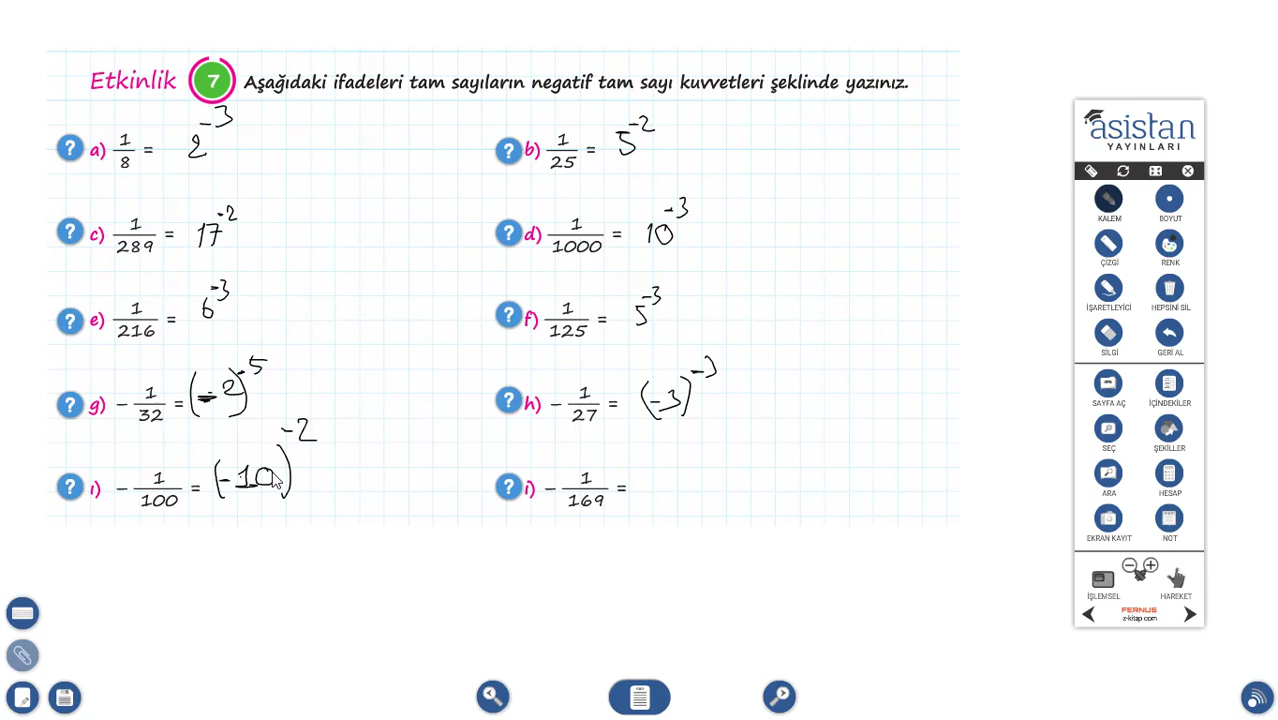 Etkinlik 7 Aşağıdaki ifadeleri tam sayıların negatif tam sayı kuvvetleri şeklinde yazınız.
? a) 1/8 = 2^-3
? b) 1/25 = 5^-2
? c) 1/289 = 17^-2
? d) 1/1000 = 10^-3
? e) 1/216 = 6^-3
? f) 1/125 = 5^-3
? g) - 1/32 = (-2)^-5
? h) - 1/27 = (-3)^-3
? ı) - 1/100 = (-10)^-2
? i) - 1/169 =
asistan
YAYINLARI
KALEM BOYUT
ÇİZGİ RENK
İŞARETLEYİCİ HEPSİNİ SİL
SİLGİ GERİ AL
SAYFA AÇ İÇİNDEKİLER
SEÇ ŞEKİLLER
ARA HESAP
EKRAN KAYIT NOT
İŞLEMSEL HAREKET
FERNUS
z-kitap.com